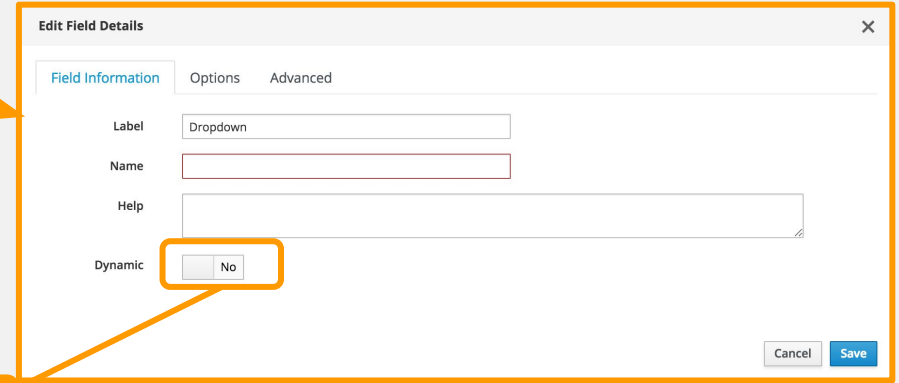 Edit Field Details
Field Information Options Advanced
Label Dropdown
Name
Help
Dynamic No
Cancel Save